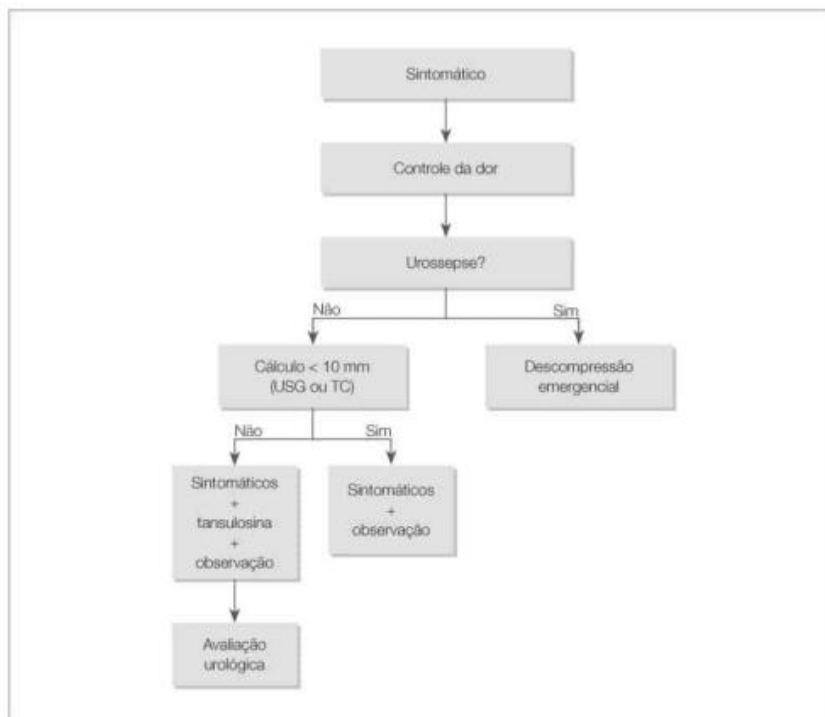 Sintomático
Controle da dor
Urossepse?
Não
Sim
Cálculo < 10 mm
(USG ou TC)
Descompressão
emergencial
Não
Sim
Sintomáticos
+
tansulosina
+
observação
Sintomáticos
+
observação
Avaliação
urológica